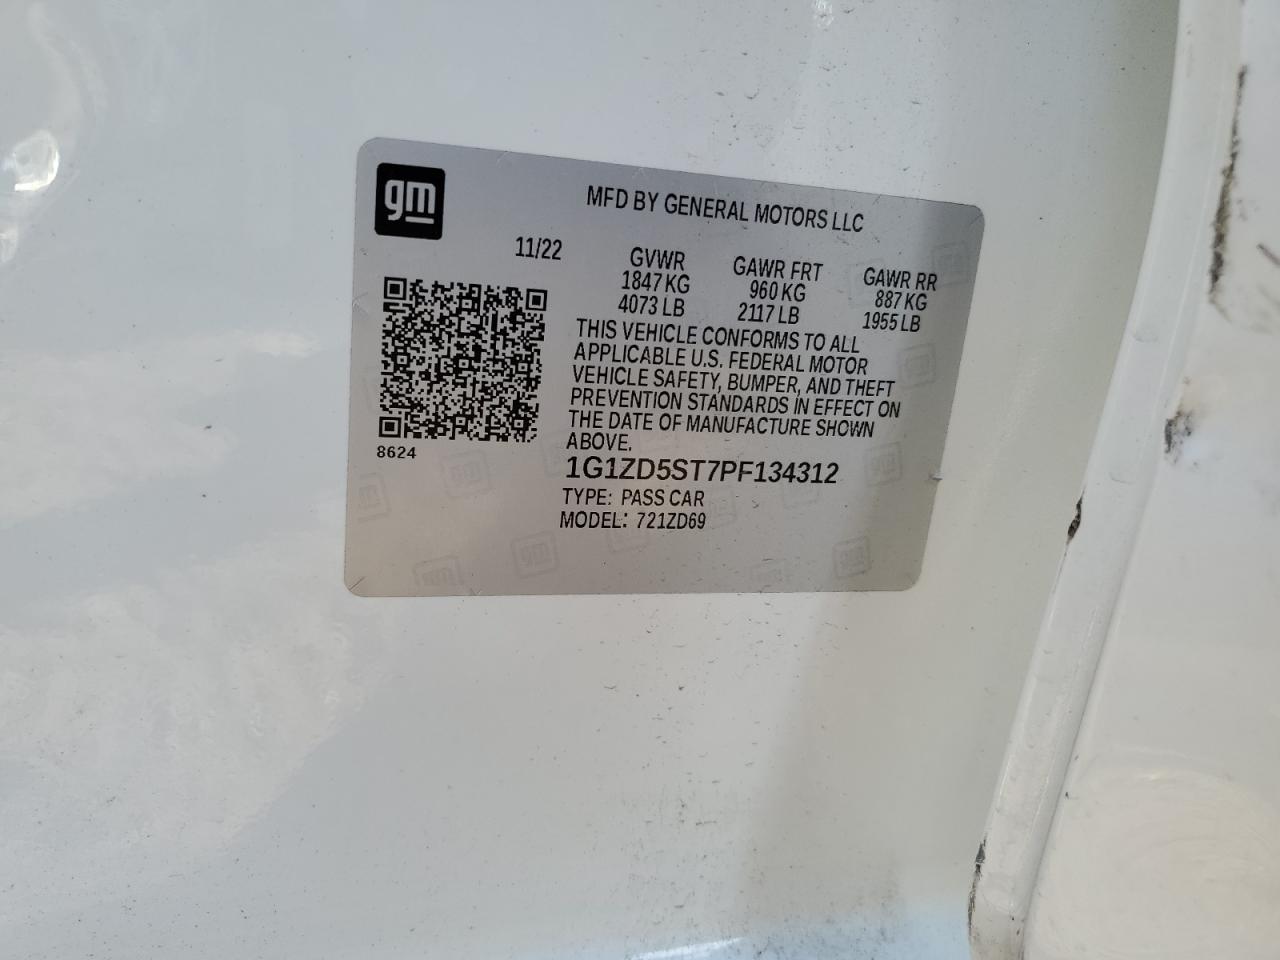 gm
MFD BY GENERAL MOTORS LLC
11/22
GVWR
1847 KG
4073 LB
GAWR FRT
960 KG
2117 LB
GAWR RR
887 KG
1955 LB
THIS VEHICLE CONFORMS TO ALL
APPLICABLE U.S. FEDERAL MOTOR
VEHICLE SAFETY, BUMPER, AND THEFT
PREVENTION STANDARDS IN EFFECT ON
THE DATE OF MANUFACTURE SHOWN
ABOVE.
8624
1G1ZD5ST7PF134312
TYPE: PASS CAR
MODEL: 721ZD69